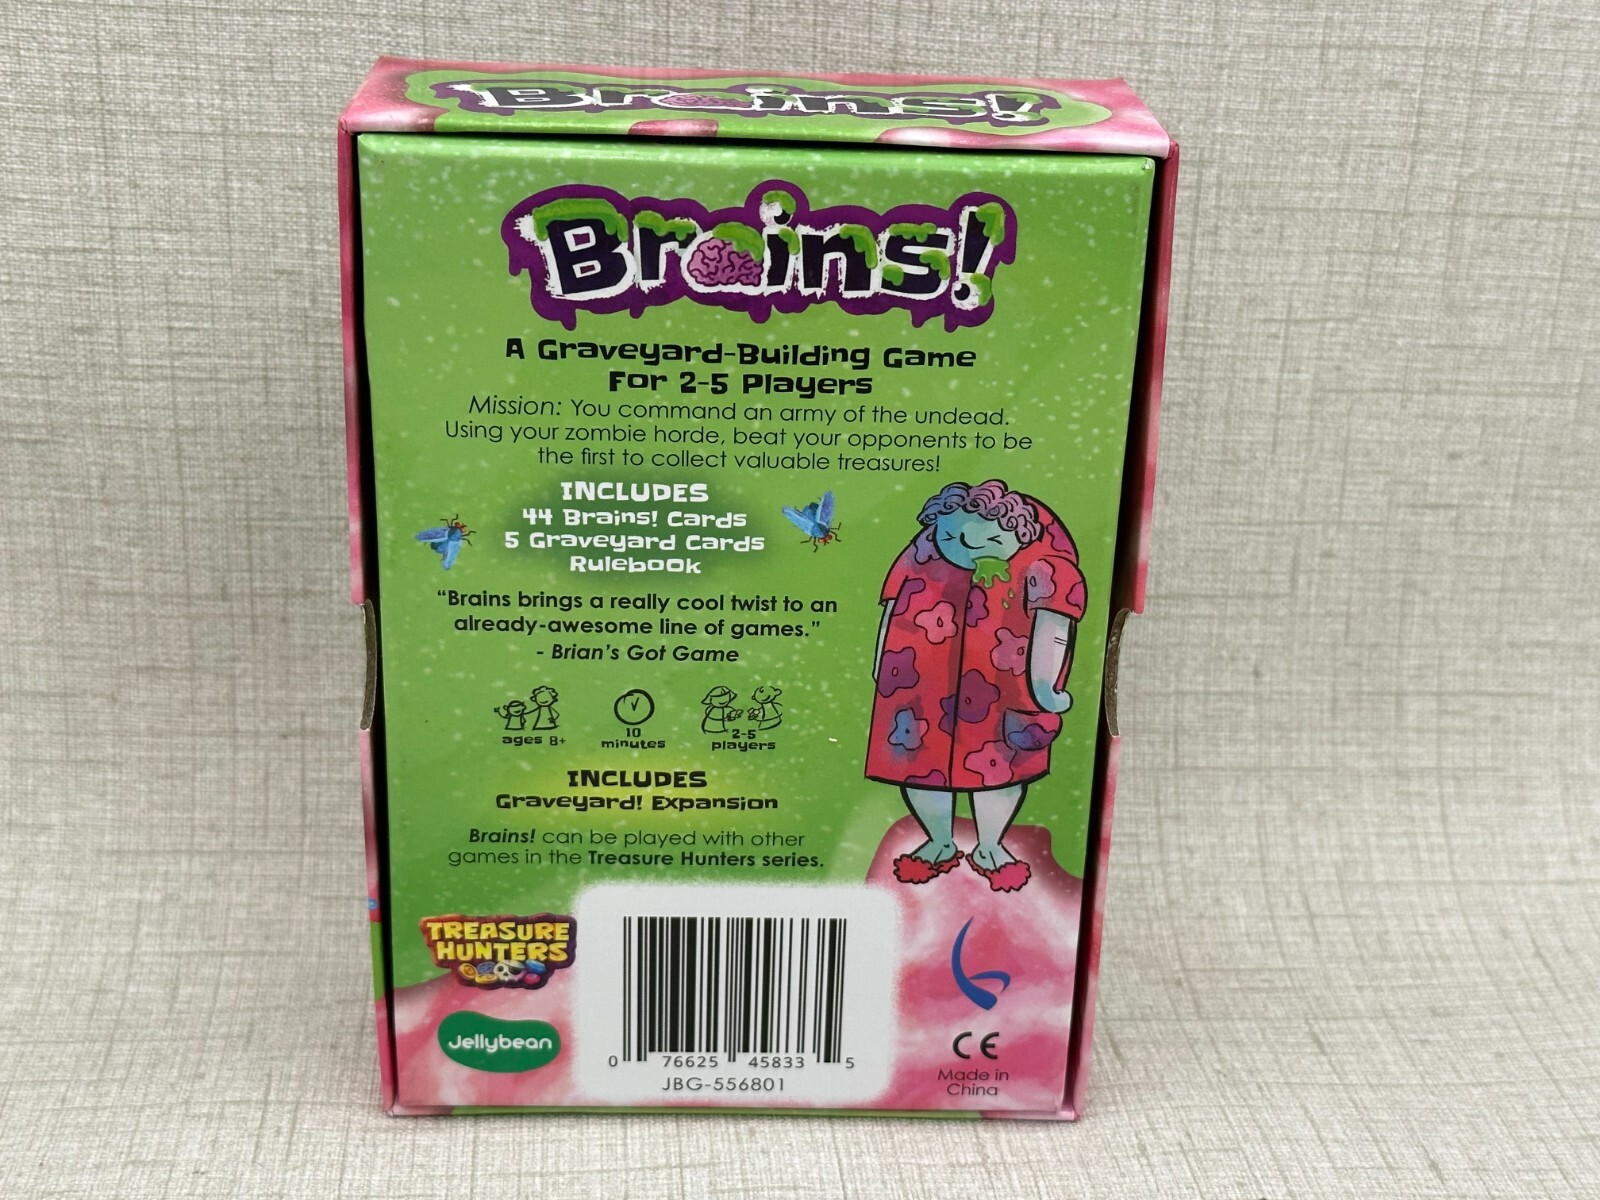 Brains!
Brains!
A Graveyard-Building Game
For 2-5 Players
Mission: You command an army of the undead.
Using your zombie horde, beat your opponents to be
the first to collect valuable treasures!
INCLUDES
44 Brains! Cards
5 Graveyard Cards
Rulebook
“Brains brings a really cool twist to an
already-awesome line of games.”
- Brian’s Got Game
ages 8+
10
minutes
2-5
players
INCLUDES
Graveyard! Expansion
Brains! can be played with other
games in the Treasure Hunters series.
TREASURE
HUNTERS
Jellybean
0 76625 45833 5
JBG-556801
CE
Made in
China